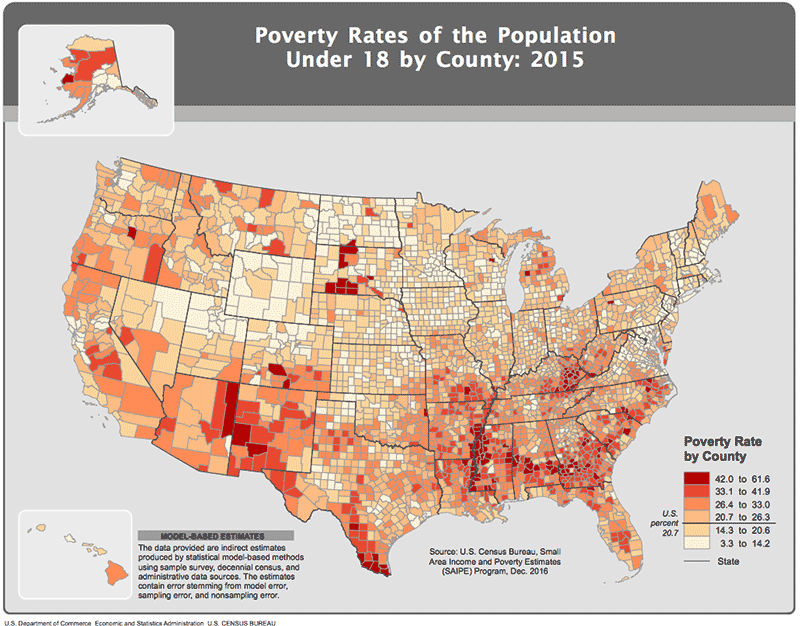 Poverty Rates of the Population
Under 18 by County: 2015
Poverty Rate
by County
42.0 to 61.6
33.1 to 41.9
26.4 to 33.0
20.7 to 26.3
14.3 to 20.6
3.3 to 14.2
U.S.
percent
20.7
State
MODEL-BASED ESTIMATES
The data provided are indirect estimates
produced by statistical model-based methods
using sample survey, decennial census, and
administrative data sources. The estimates
contain error stemming from model error,
sampling error, and nonsampling error.
Source: U.S. Census Bureau, Small
Area Income and Poverty Estimates
(SAIPE) Program, Dec. 2016
U.S. Department of Commerce Economic and Statistics Administration U.S. CENSUS BUREAU